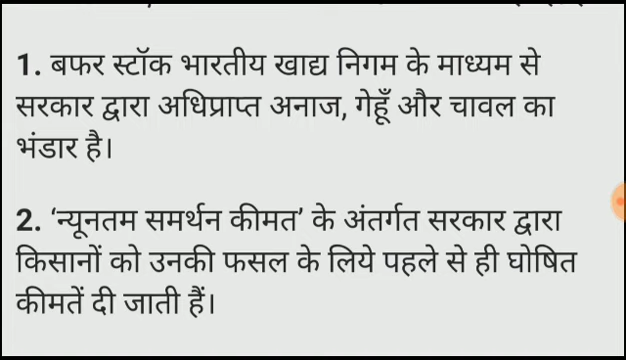 1. बफर स्टॉक भारतीय खाद्य निगम के माध्यम से
सरकार द्वारा अधिप्राप्त अनाज, गेहूँ और चावल का
भंडार है।
2. ‘न्यूनतम समर्थन कीमत’ के अंतर्गत सरकार द्वारा
किसानों को उनकी फसल के लिये पहले से ही घोषित
कीमतें दी जाती हैं।